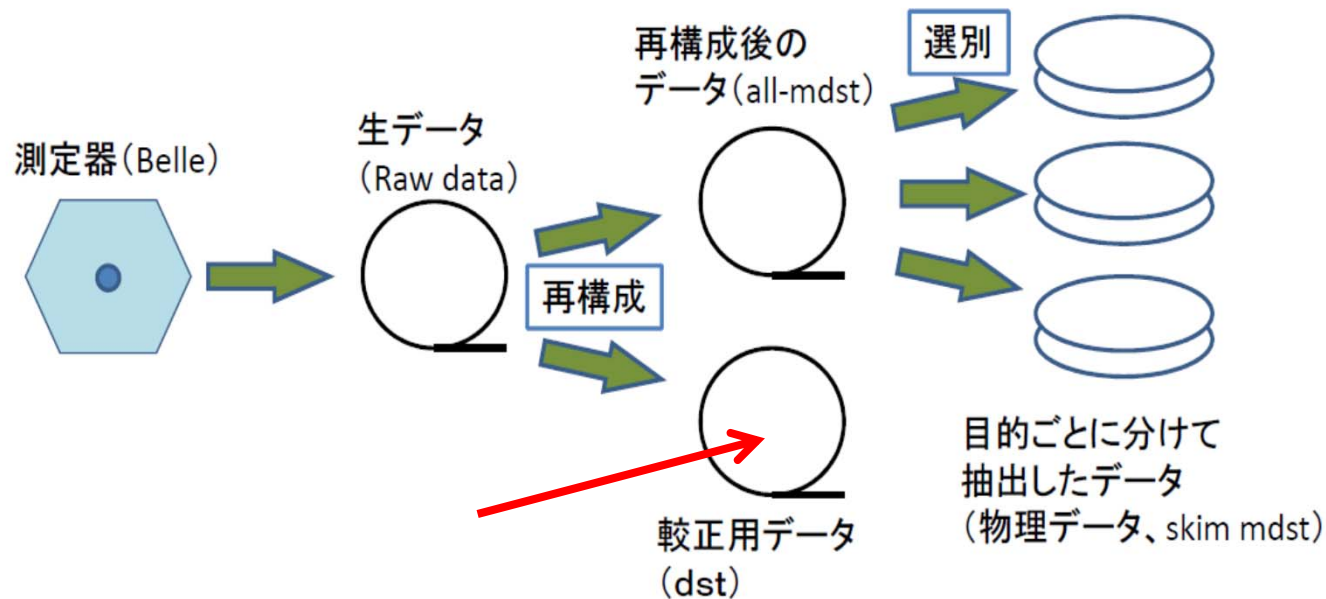 測定器(Belle)
生データ
(Raw data)
再構成
再構成後の
データ(all-mdst)
較正用データ
(dst)
選別
目的ごとに分けて
抽出したデータ
(物理データ、skim mdst)